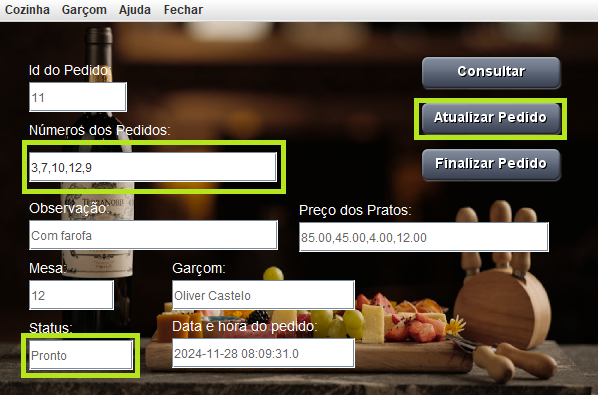 Cozinha Garçom Ajuda Fechar
Id do Pedido:
11
Consultar
Números dos Pedidos:
3,7,10,12,9
Atualizar Pedido
Finalizar Pedido
Observação:
Com farofa
Preço dos Pratos:
85.00,45.00,4.00,12.00
Mesa:
12
Garçom:
Oliver Castelo
Status:
Pronto
Data e hora do pedido:
2024-11-28 08:09:31.0